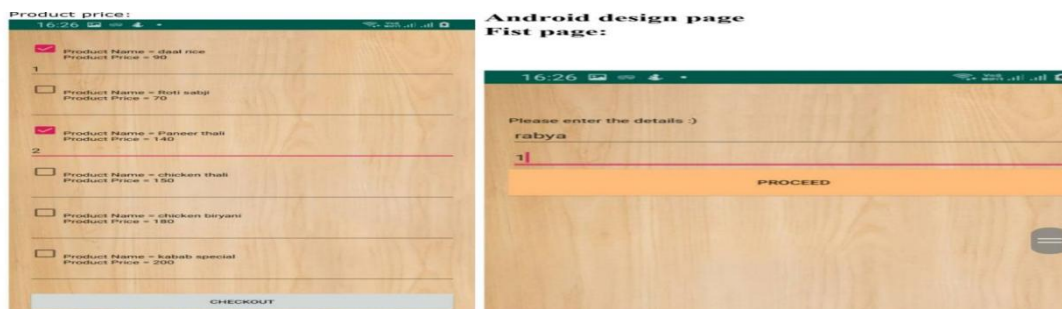 Product price:
16:26
Product Name = daal rice
Product Price = 90
1
Product Name = Roti sabji
Product Price = 70
Product Name = Paneer thali
Product Price = 140
2
Product Name = chicken thali
Product Price = 150
Product Name = chicken biryani
Product Price = 180
Product Name = kabab special
Product Price = 200
CHECKOUT
Android design page
Fist page:
16:26
Please enter the details :)
rabya
1
PROCEED